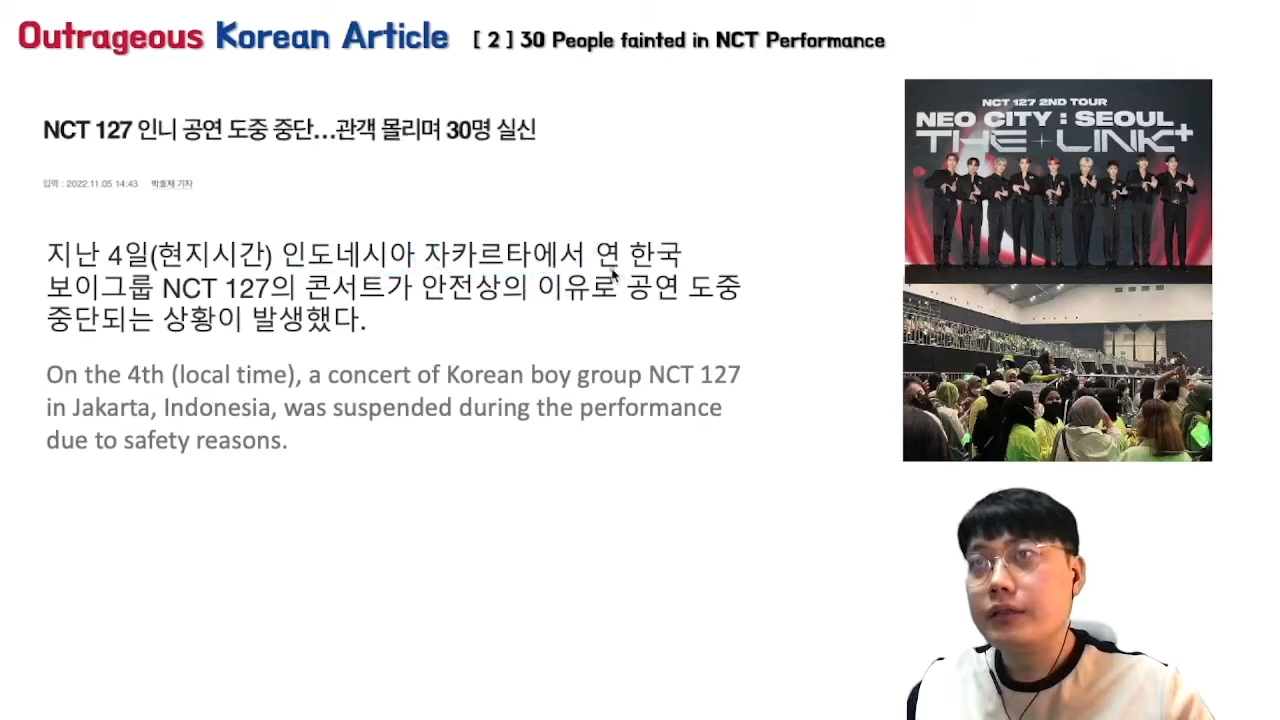 Outrageous Korean Article [ 2 ] 30 People fainted in NCT Performance
NCT 127 인니 공연 도중 중단…관객 몰리며 30명 실신
입력 : 2022.11.05 14:43 박효재 기자
지난 4일(현지시간) 인도네시아 자카르타에서 연 한국
보이그룹 NCT 127의 콘서트가 안전상의 이유로 공연 도중
중단되는 상황이 발생했다.
On the 4th (local time), a concert of Korean boy group NCT 127
in Jakarta, Indonesia, was suspended during the performance
due to safety reasons.
NCT 127 2ND TOUR
NEO CITY : SEOUL
THE LINK+